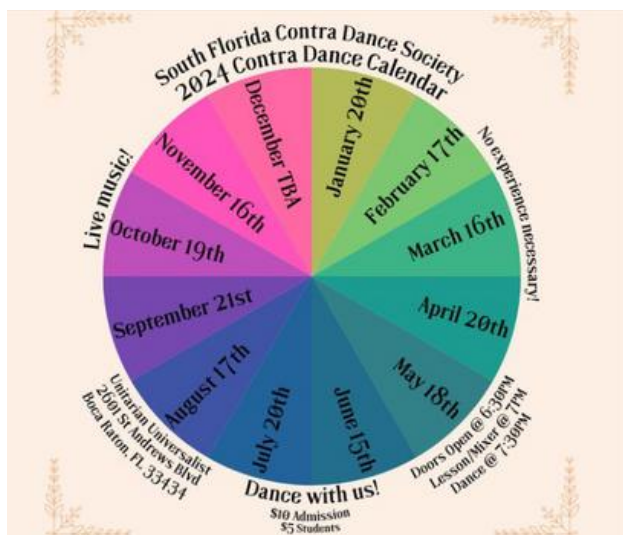 South Florida Contra Dance Society
2024 Contra Dance Calendar
January 20th
February 17th
March 16th
April 20th
May 18th
June 15th
July 20th
August 17th
September 21st
October 19th
November 16th
December TBA
No experience necessary!
Doors Open @ 6:30PM
Lesson/Mixer @ 7PM
Dance @ 7:30PM
Dance with us!
$10 Admission
$5 Students
Unitarian Universalist
2601 St Andrews Blvd
Boca Raton, FL 33434
Live music!